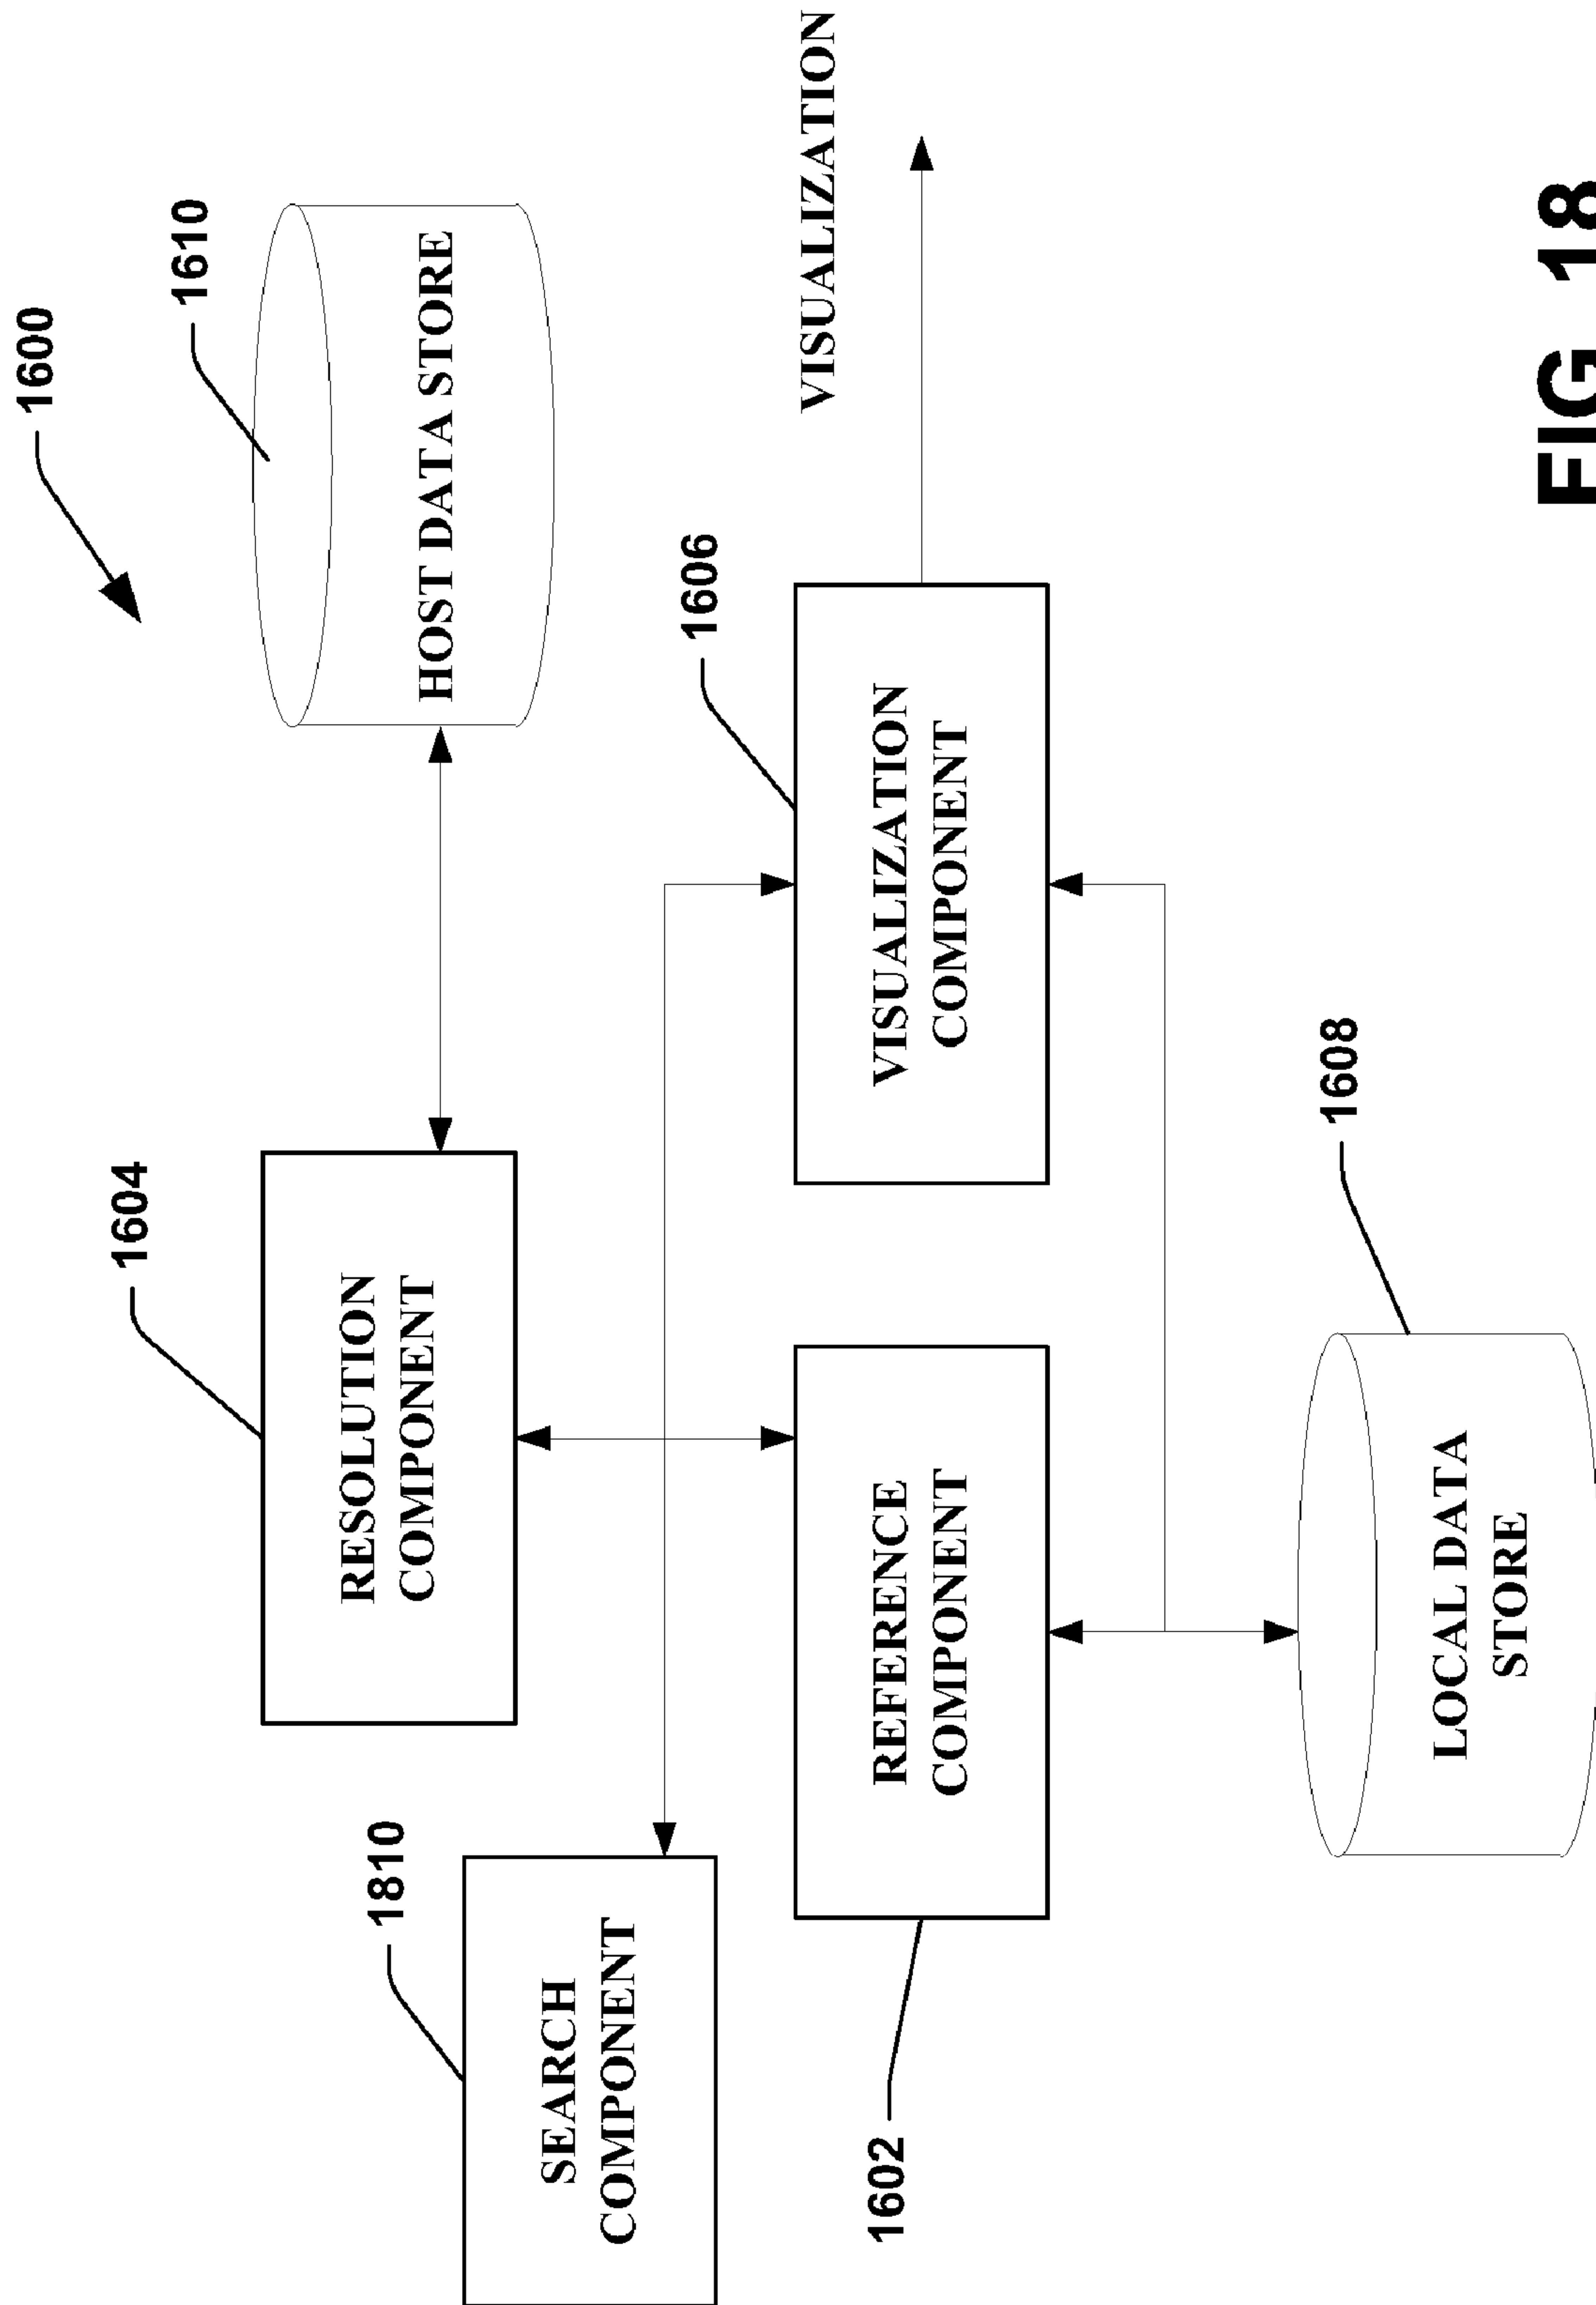 1600
1610
HOST DATA STORE
1604
RESOLUTION
COMPONENT
1810
SEARCH
COMPONENT
1606
VISUALIZATION
COMPONENT
VISUALIZATION
REFERENCE
COMPONENT
1602
1608
LOCAL DATA
STORE
FIG 18